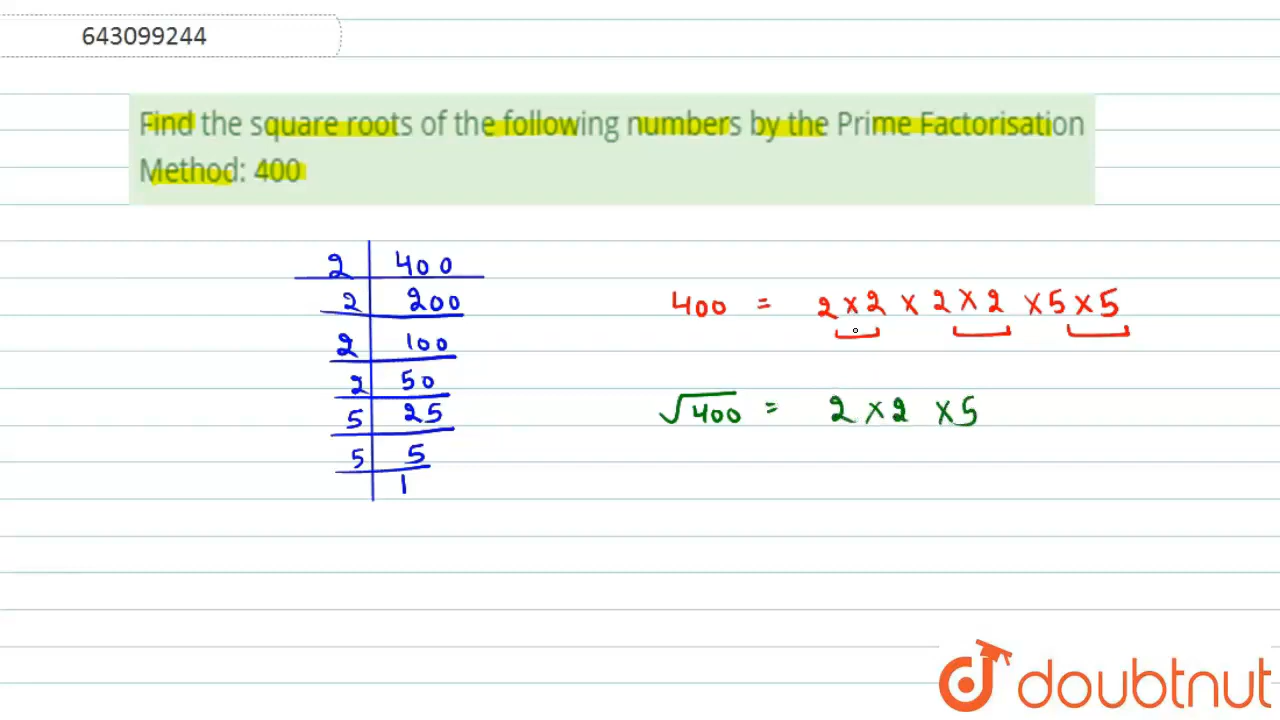 643099244
Find the square roots of the following numbers by the Prime Factorisation
Method: 400
2 | 400
2 | 200
2 | 100
2 | 50
5 | 25
5 | 5
1
400 = 2 × 2 × 2 × 2 × 5 × 5
√400 = 2 × 2 × 5
doubtnut